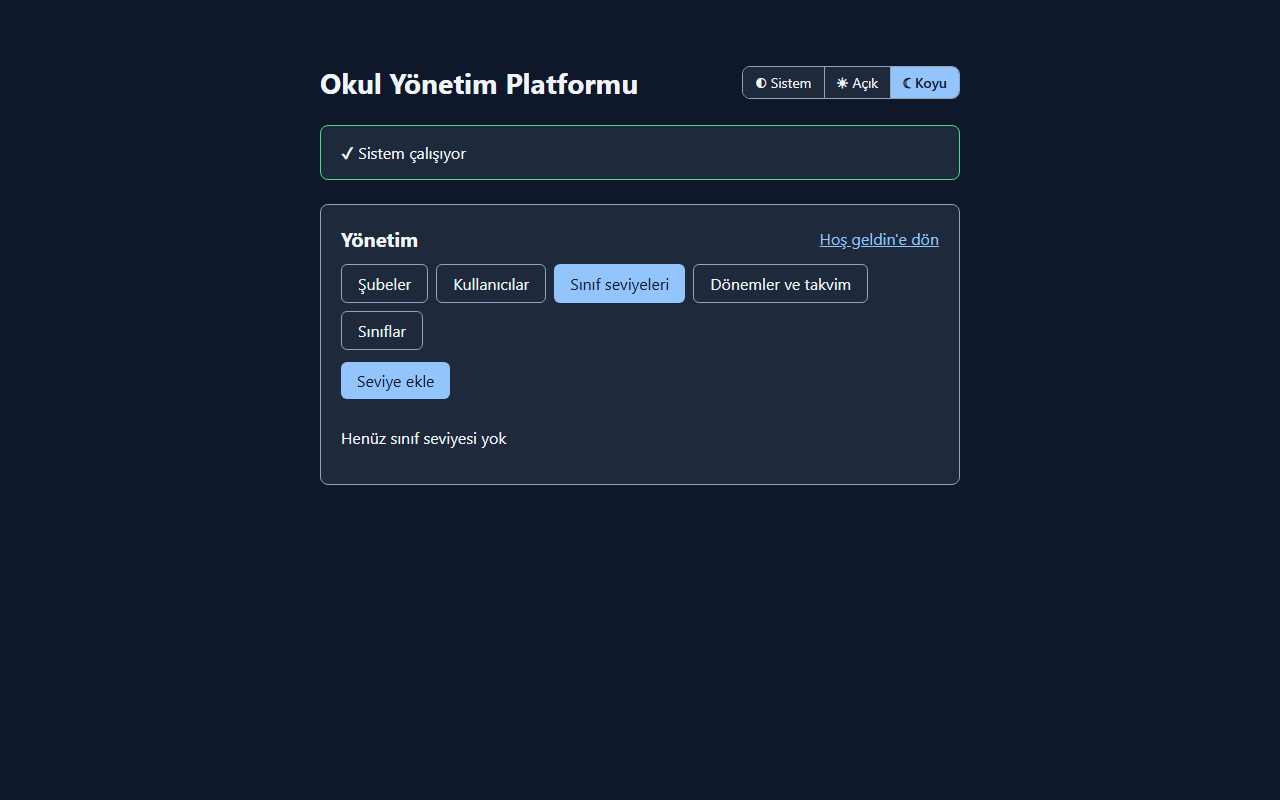 Okul Yönetim Platformu
◐ Sistem ☀ Açık ☾ Koyu
✔ Sistem çalışıyor
Yönetim Hoş geldin'e dön
Şubeler Kullanıcılar Sınıf seviyeleri Dönemler ve takvim
Sınıflar
Seviye ekle
Henüz sınıf seviyesi yok